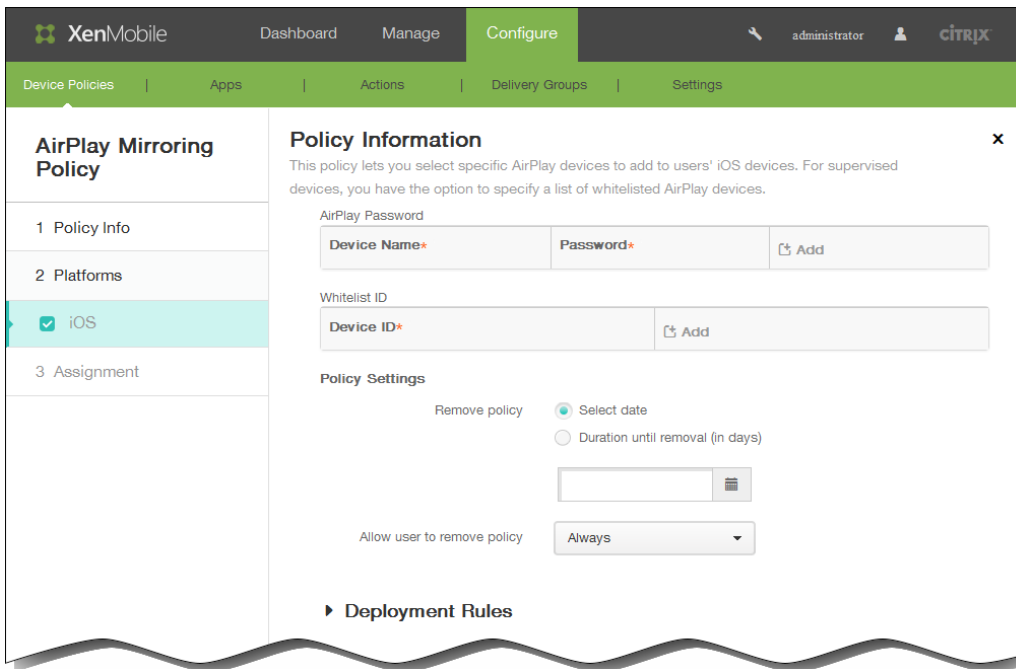 XenMobile Dashboard Manage Configure administrator CİTRIX
Device Policies | Apps | Actions | Delivery Groups | Settings
AirPlay Mirroring
Policy
1 Policy Info
2 Platforms
iOS
3 Assignment
Policy Information
This policy lets you select specific AirPlay devices to add to users' iOS devices. For supervised
devices, you have the option to specify a list of whitelisted AirPlay devices.
AirPlay Password
Device Name* Password* Add
Whitelist ID
Device ID* Add
Policy Settings
Remove policy Select date
Duration until removal (in days)
Allow user to remove policy Always
Deployment Rules